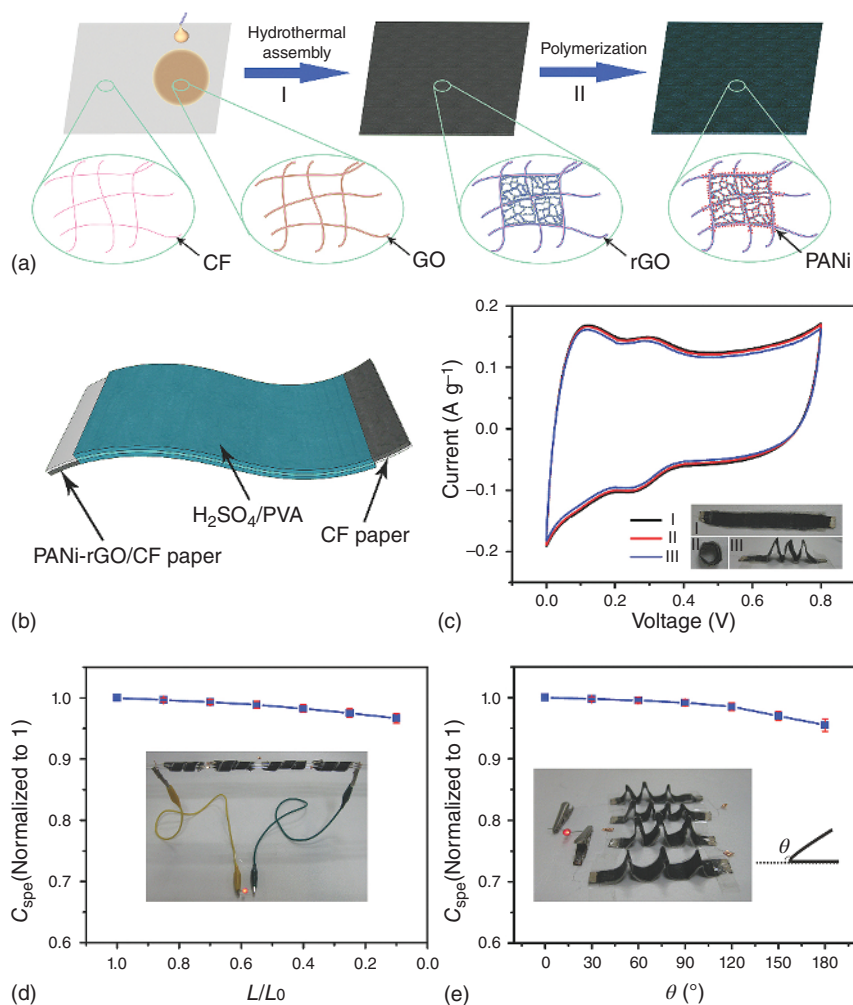 Hydrothermal
assembly
I
Polymerization
II
CF
GO
rGO
PANi
(a)
H₂SO₄/PVA
PANi-rGO/CF paper
CF paper
(b)
0.2
0.1
0.0
−0.1
−0.2
Current (A g⁻¹)
I
II
III
I
II
III
0.0 0.2 0.4 0.6 0.8
Voltage (V)
(c)
1.0
0.9
0.8
0.7
0.6
C_spe(Normalized to 1)
1.0 0.8 0.6 0.4 0.2 0.0
L/L₀
(d)
1.0
0.9
0.8
0.7
0.6
C_spe(Normalized to 1)
θ
0 30 60 90 120 150 180
θ (°)
(e)